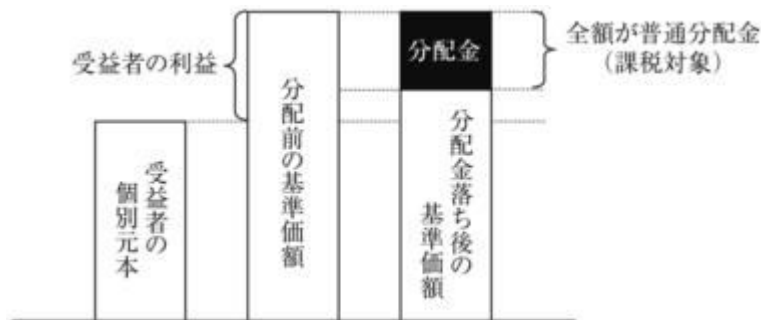 受益者の利益
受益者の
個別元本
分配前の基準価額
分配金
分配金落ち後の
基準価額
全額が普通分配金
（課税対象）